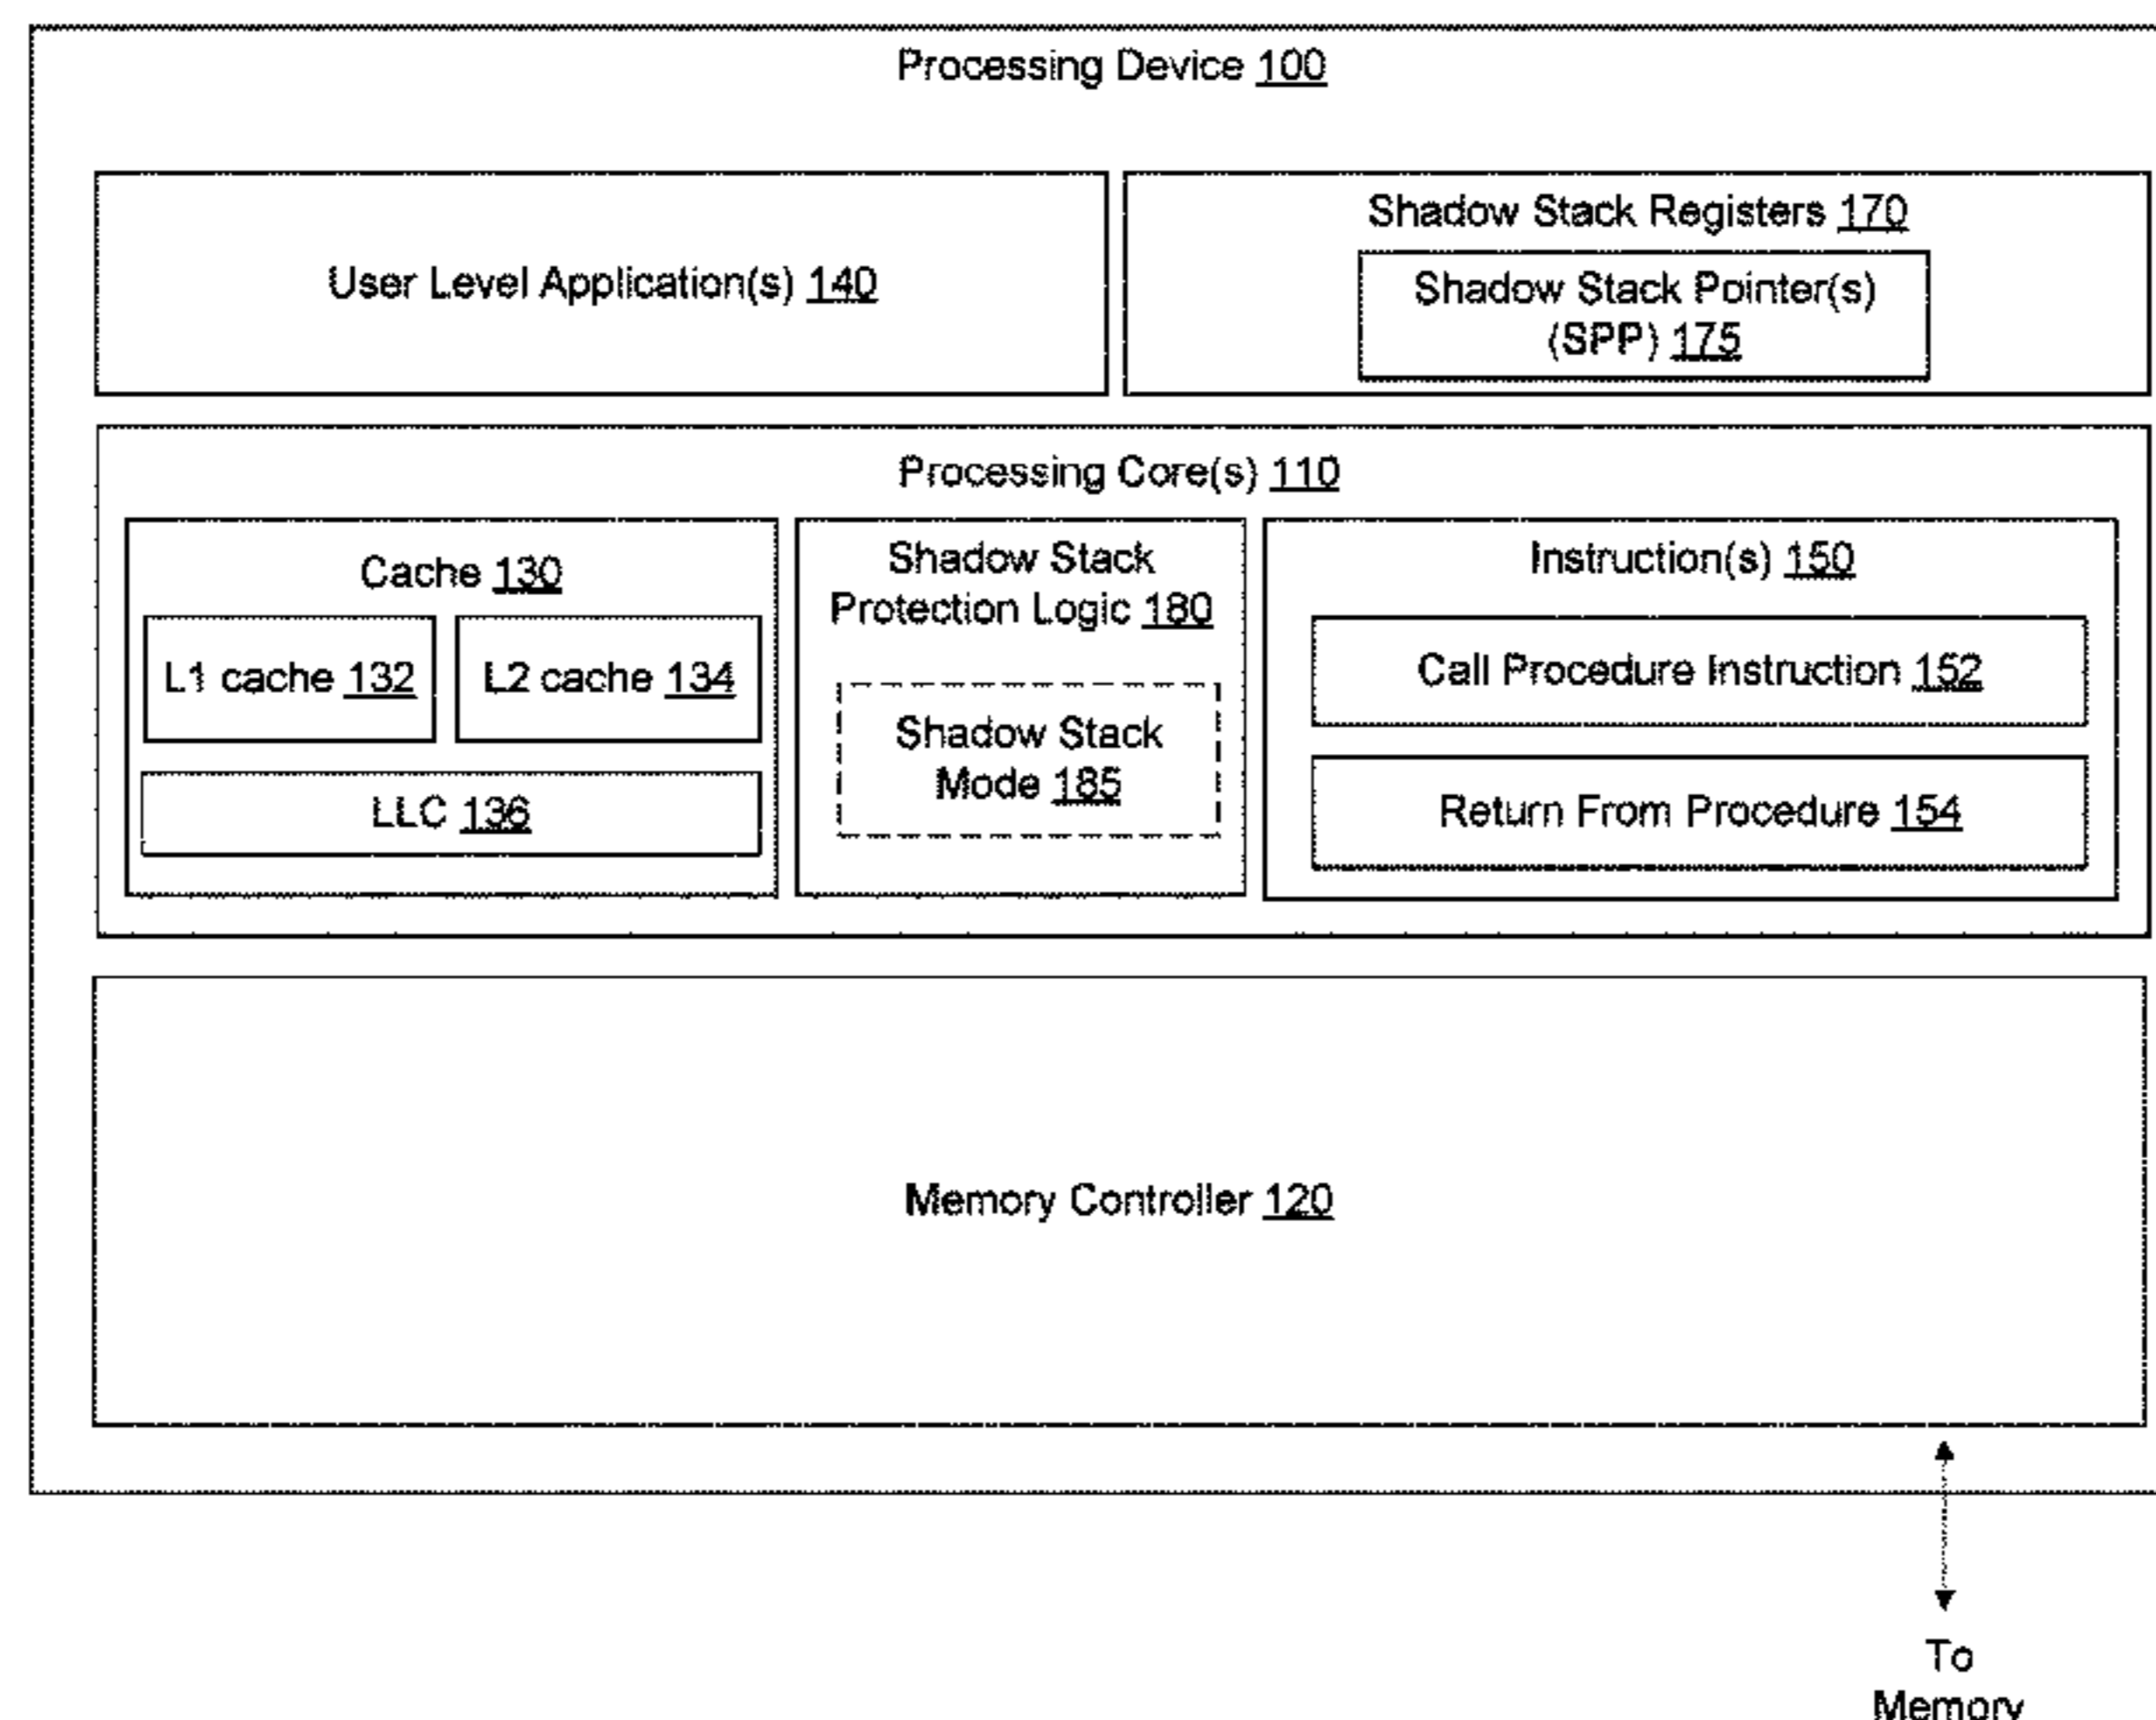 Processing Device 100
User Level Application(s) 140
Shadow Stack Registers 170
Shadow Stack Pointer(s)
(SPP) 175
Processing Core(s) 110
Cache 130
L1 cache 132
L2 cache 134
LLC 136
Shadow Stack
Protection Logic 180
Shadow Stack
Mode 185
Instruction(s) 150
Call Procedure Instruction 152
Return From Procedure 154
Memory Controller 120
To
Memory